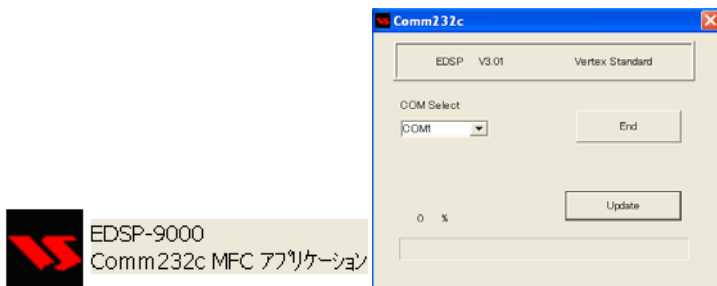 EDSP-9000
Comm232c MFC アプリケーション
Comm232c
EDSP V3.01 Vertex Standard
COM Select
COM1
End
Update
0 %